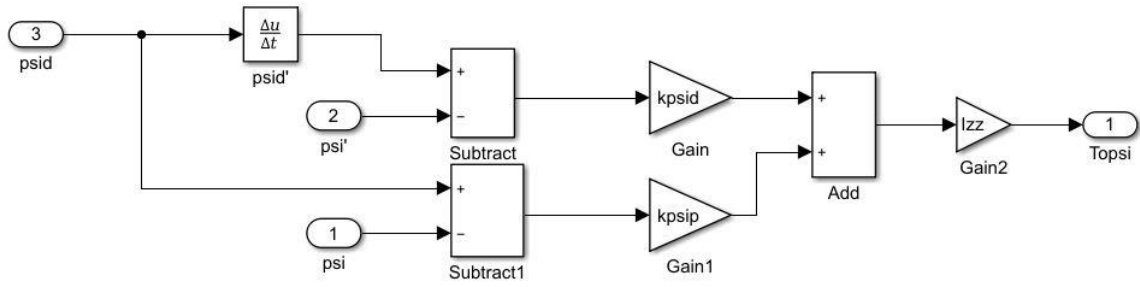 3
psid
Δu
Δt
psid'
2
psi'
+
−
Subtract
kpsid
Gain
+
+
Add
Izz
Gain2
1
Topsi
1
psi
+
−
Subtract1
kpsip
Gain1